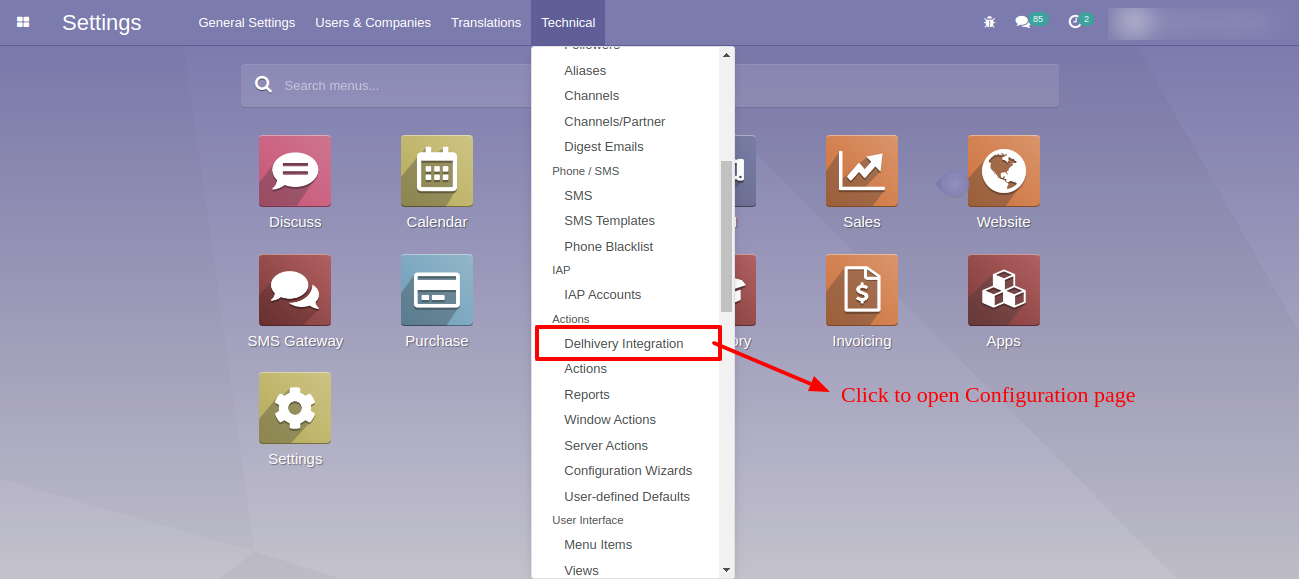 Settings
General Settings
Users & Companies
Translations
Technical
85
2
Search menus...
Followers
Aliases
Channels
Channels/Partner
Digest Emails
Phone / SMS
SMS
SMS Templates
Phone Blacklist
IAP
IAP Accounts
Actions
Delhivery Integration
Actions
Reports
Window Actions
Server Actions
Configuration Wizards
User-defined Defaults
User Interface
Menu Items
Views
Discuss
Calendar
Sales
Website
SMS Gateway
Purchase
Invoicing
Apps
Settings
Click to open Configuration page